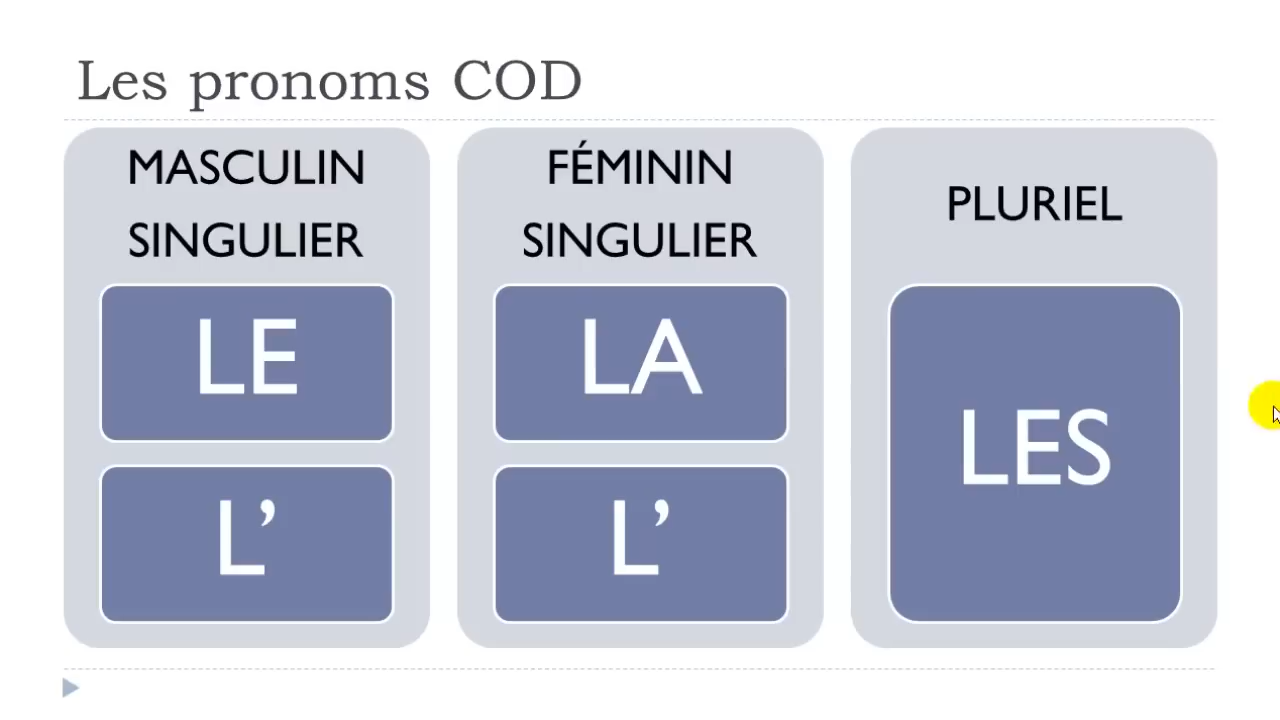 Les pronoms COD
MASCULIN
SINGULIER
LE
L’
FÉMININ
SINGULIER
LA
L’
PLURIEL
LES